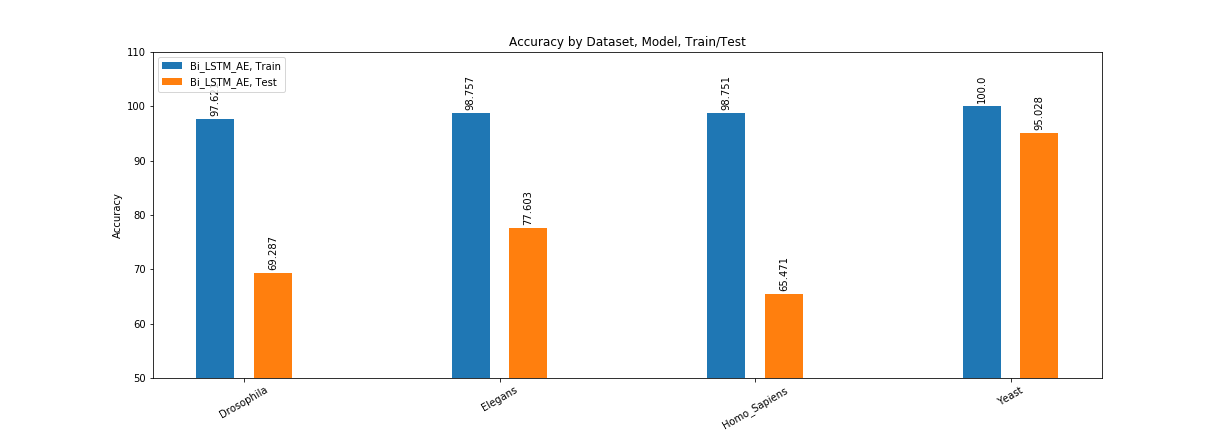 Accuracy by Dataset, Model, Train/Test
110
100
90
80
70
60
50
Accuracy
Bi_LSTM_AE, Train
Bi_LSTM_AE, Test
69.287
98.757
77.603
98.751
65.471
100.0
95.028
Drosophila
Elegans
Homo_Sapiens
Yeast